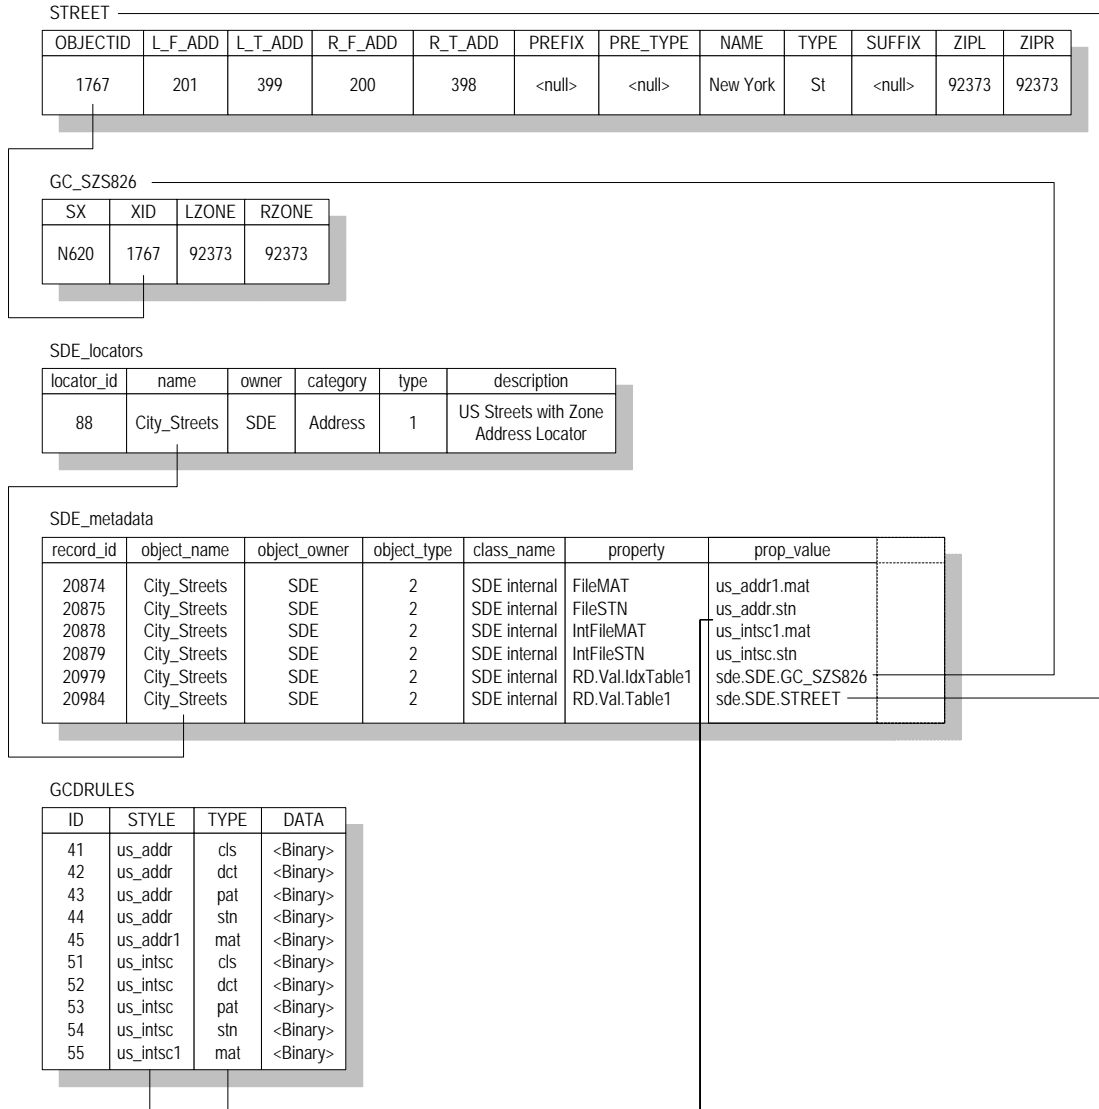 STREET
OBJECTID L_F_ADD L_T_ADD R_F_ADD R_T_ADD PREFIX PRE_TYPE NAME TYPE SUFFIX ZIPL ZIPR
1767 201 399 200 398 <null> <null> New York St <null> 92373 92373
GC_SZS826
SX XID LZONE RZONE
N620 1767 92373 92373
SDE_locators
locator_id name owner category type description
88 City_Streets SDE Address 1 US Streets with Zone
Address Locator
SDE_metadata
record_id object_name object_owner object_type class_name property prop_value
20874 City_Streets SDE 2 SDE internal FileMAT us_addr1.mat
20875 City_Streets SDE 2 SDE internal FileSTN us_addr.stn
20878 City_Streets SDE 2 SDE internal IntFileMAT us_intsc1.mat
20879 City_Streets SDE 2 SDE internal IntFileSTN us_intsc.stn
20979 City_Streets SDE 2 SDE internal RD.Val.IdxTable1 sde.SDE.GC_SZS826
20984 City_Streets SDE 2 SDE internal RD.Val.Table1 sde.SDE.STREET
GCDRULES
ID STYLE TYPE DATA
41 us_addr cls <Binary>
42 us_addr dct <Binary>
43 us_addr pat <Binary>
44 us_addr stn <Binary>
45 us_addr1 mat <Binary>
51 us_intsc cls <Binary>
52 us_intsc dct <Binary>
53 us_intsc pat <Binary>
54 us_intsc stn <Binary>
55 us_intsc1 mat <Binary>